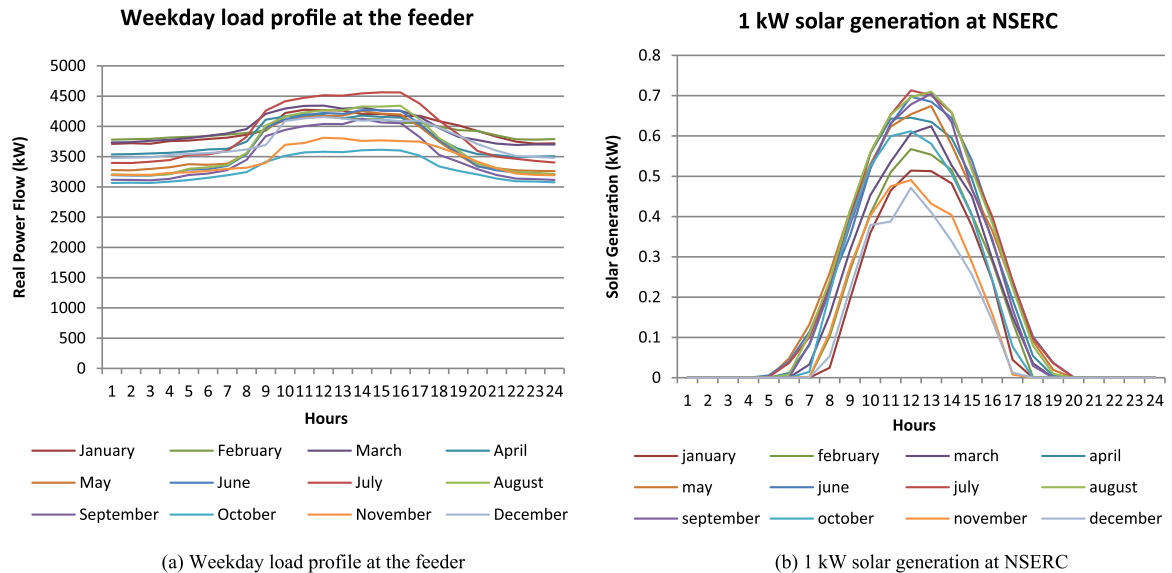 Weekday load profile at the feeder
5000
4500
4000
3500
3000
2500
2000
1500
1000
500
0
Real Power Flow (kW)
1 2 3 4 5 6 7 8 9 10 11 12 13 14 15 16 17 18 19 20 21 22 23 24
Hours
January February March April
May June July August
September October November December
(a) Weekday load profile at the feeder
1 kW solar generation at NSERC
0.8
0.7
0.6
0.5
0.4
0.3
0.2
0.1
0
Solar Generation (kW)
1 2 3 4 5 6 7 8 9 10 11 12 13 14 15 16 17 18 19 20 21 22 23 24
Hours
january february march april
may june july august
september october november december
(b) 1 kW solar generation at NSERC